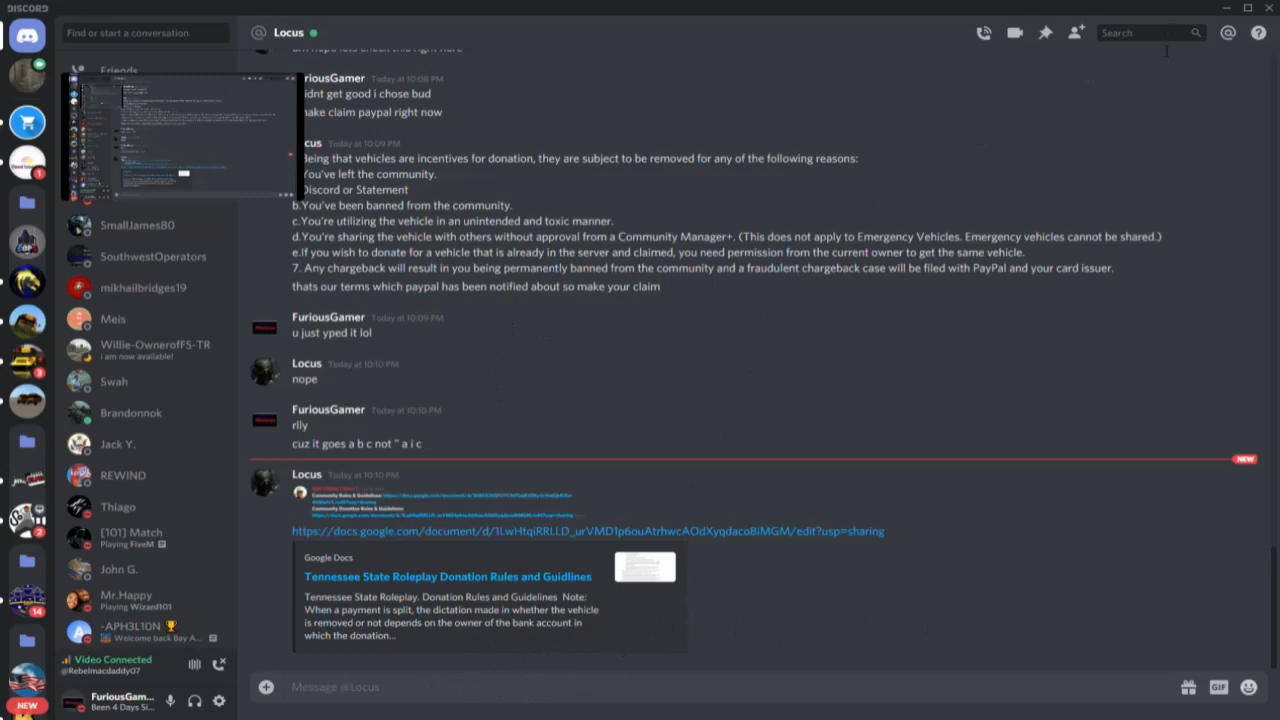 DISCORD
Find or start a conversation
Locus
Search
Friends
SmallJames80
SouthwestOperators
mikhailbridges19
Meis
Willie-OwnerofFS-TR
i am now available!
Swah
Brandonnok
Jack Y.
REWIND
Thiago
[101] Match
Playing FiveM
John G.
Mr.Happy
Playing Wizard101
-APH3L10N 🏆
Welcome back Bay A...
Video Connected
@Rebelmacdaddy07
FuriousGam...
Been 4 Days Si...
1
3
2
14
NEW
uriousGamer Today at 10:08 PM
idnt get good i chose bud
ake claim paypal right now
cus Today at 10:09 PM
Being that vehicles are incentives for donation, they are subject to be removed for any of the following reasons:
You've left the community.
Discord or Statement
b.You've been banned from the community.
c.You're utilizing the vehicle in an unintended and toxic manner.
d.You're sharing the vehicle with others without approval from a Community Manager+. (This does not apply to Emergency Vehicles. Emergency vehicles cannot be shared.)
e.if you wish to donate for a vehicle that is already in the server and claimed, you need permission from the current owner to get the same vehicle.
7. Any chargeback will result in you being permanently banned from the community and a fraudulent chargeback case will be filed with PayPal and your card issuer.
thats our terms which paypal has been notified about so make your claim
FuriousGamer Today at 10:09 PM
u just yped it lol
Locus Today at 10:10 PM
nope
FuriousGamer Today at 10:10 PM
rlly
cuz it goes a b c not " a i c
NEW
Locus Today at 10:10 PM
Community Rules & Guidelines:
Community Donation Rules & Guidelines:
https://docs.google.com/document/d/1LwHtqiRRLLD_urVMD1p6ouAtrhwcAOdXyqdaco8iMGM/edit?usp=sharing
Google Docs
Tennessee State Roleplay Donation Rules and Guidlines
Tennessee State Roleplay. Donation Rules and Guidelines Note:
When a payment is split, the dictation made in whether the vehicle
is removed or not depends on the owner of the bank account in
which the donation...
Message @Locus
GIF